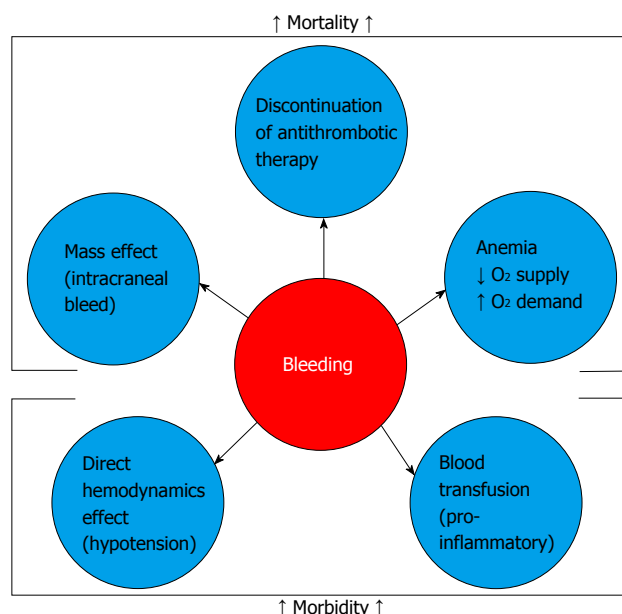 ↑ Mortality ↑
Discontinuation
of antithrombotic
therapy
Mass effect
(intracraneal
bleed)
Anemia
↓ O₂ supply
↑ O₂ demand
Bleeding
Direct
hemodynamics
effect
(hypotension)
Blood
transfusion
(pro-
inflammatory)
↑ Morbidity ↑